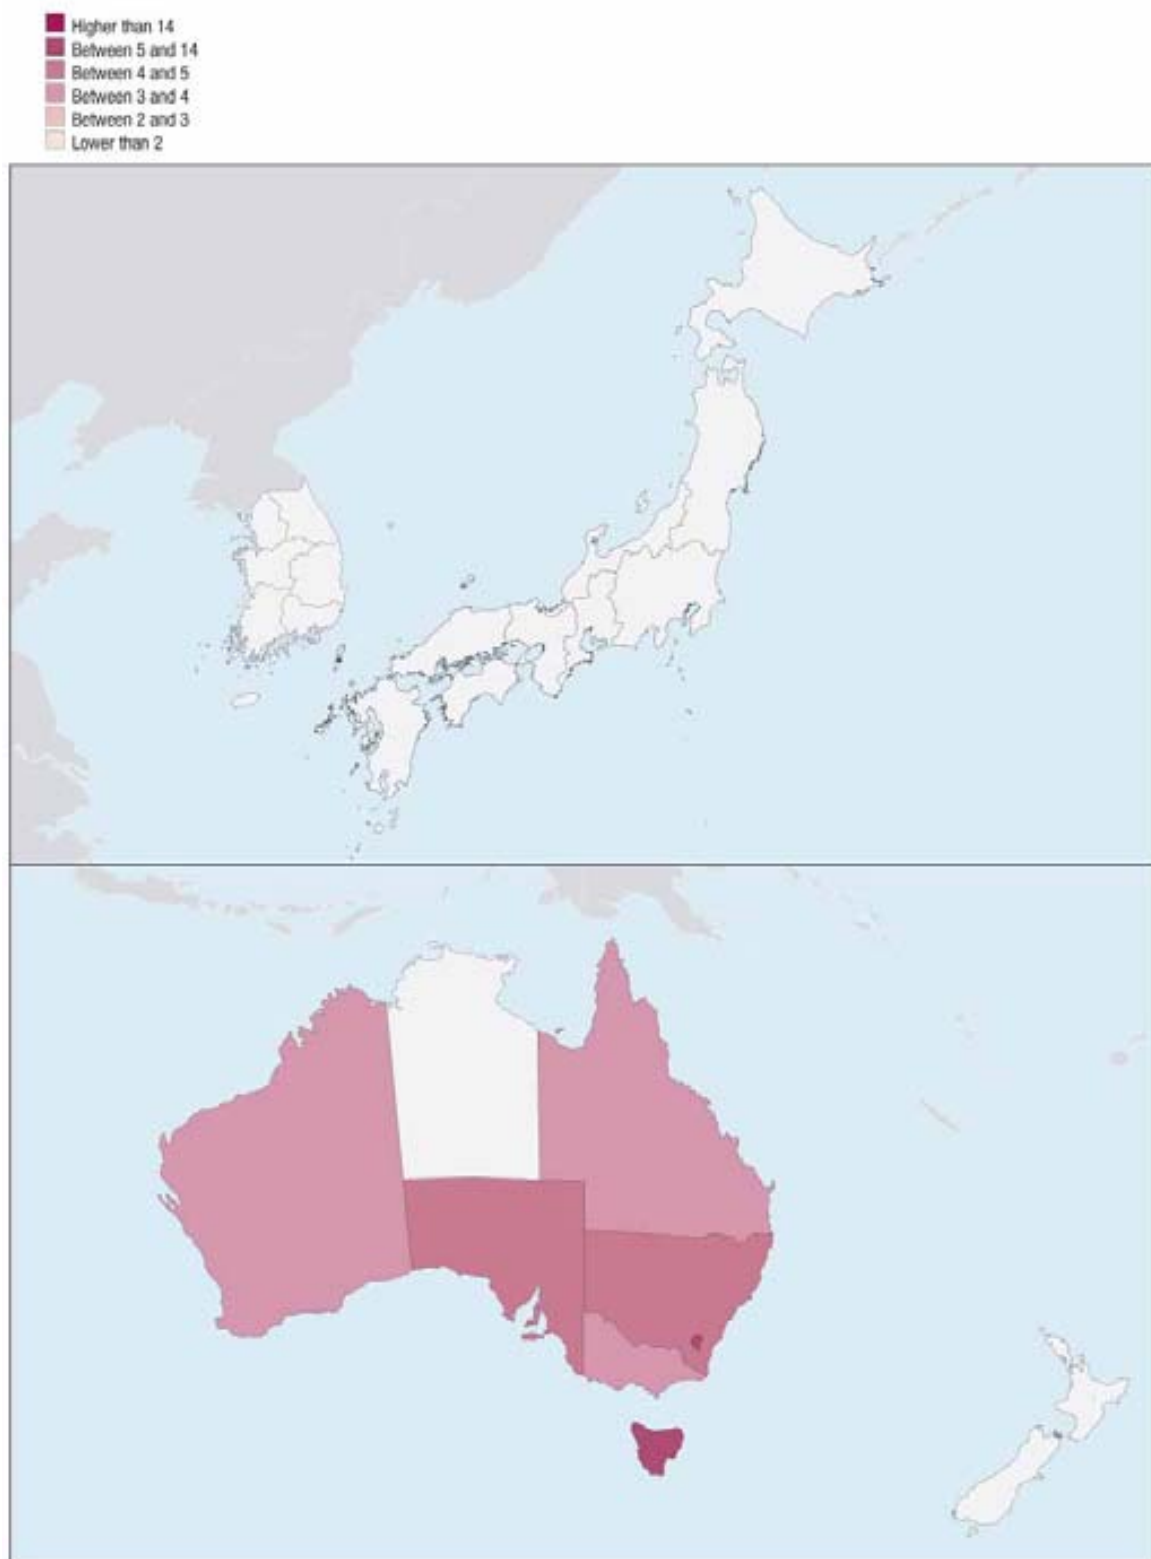 Higher than 14
Between 5 and 14
Between 4 and 5
Between 3 and 4
Between 2 and 3
Lower than 2